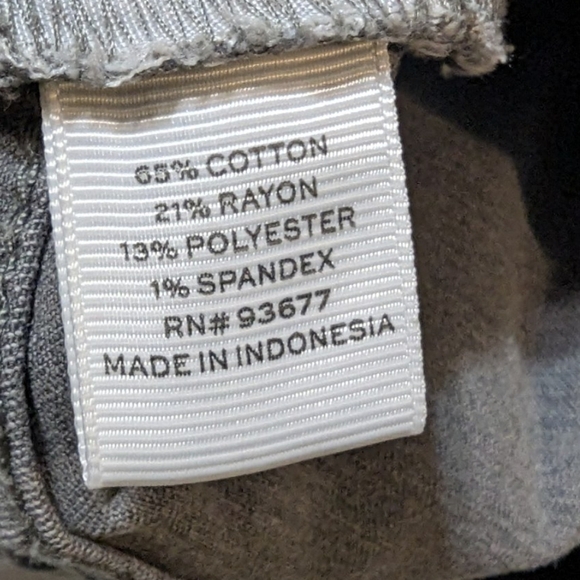 65% COTTON
21% RAYON
13% POLYESTER
1% SPANDEX
RN# 93677
MADE IN INDONESIA